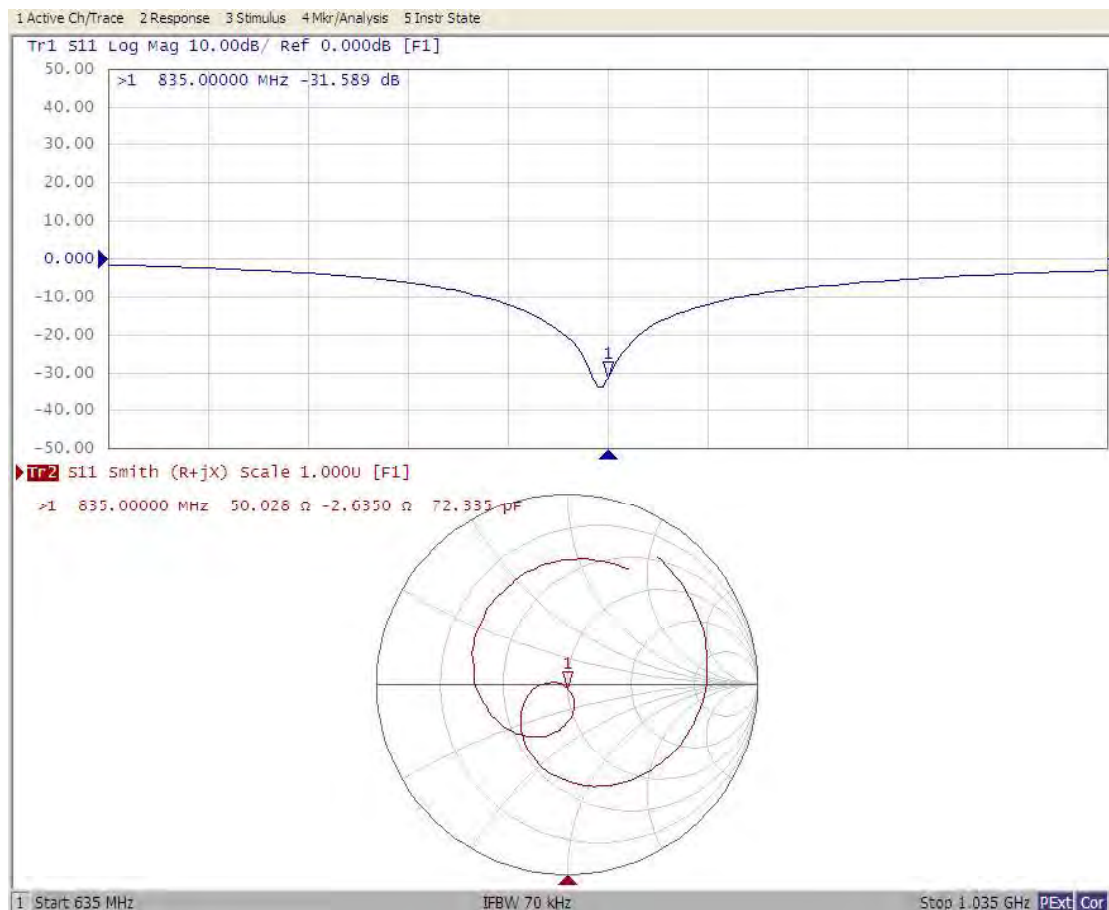 1 Active Ch/Trace 2 Response 3 Stimulus 4 Mkr/Analysis 5 Instr State
Tr1 S11 Log Mag 10.00dB/ Ref 0.000dB [F1]
50.00
>1 835.00000 MHz -31.589 dB
40.00
30.00
20.00
10.00
0.000
-10.00
-20.00
1
-30.00
-40.00
-50.00
Tr2 S11 Smith (R+jX) Scale 1.000U [F1]
>1 835.00000 MHz 50.028 Ω -2.6350 Ω 72.335 pF
1
1 Start 635 MHz IFBW 70 kHz Stop 1.035 GHz PExt Cor